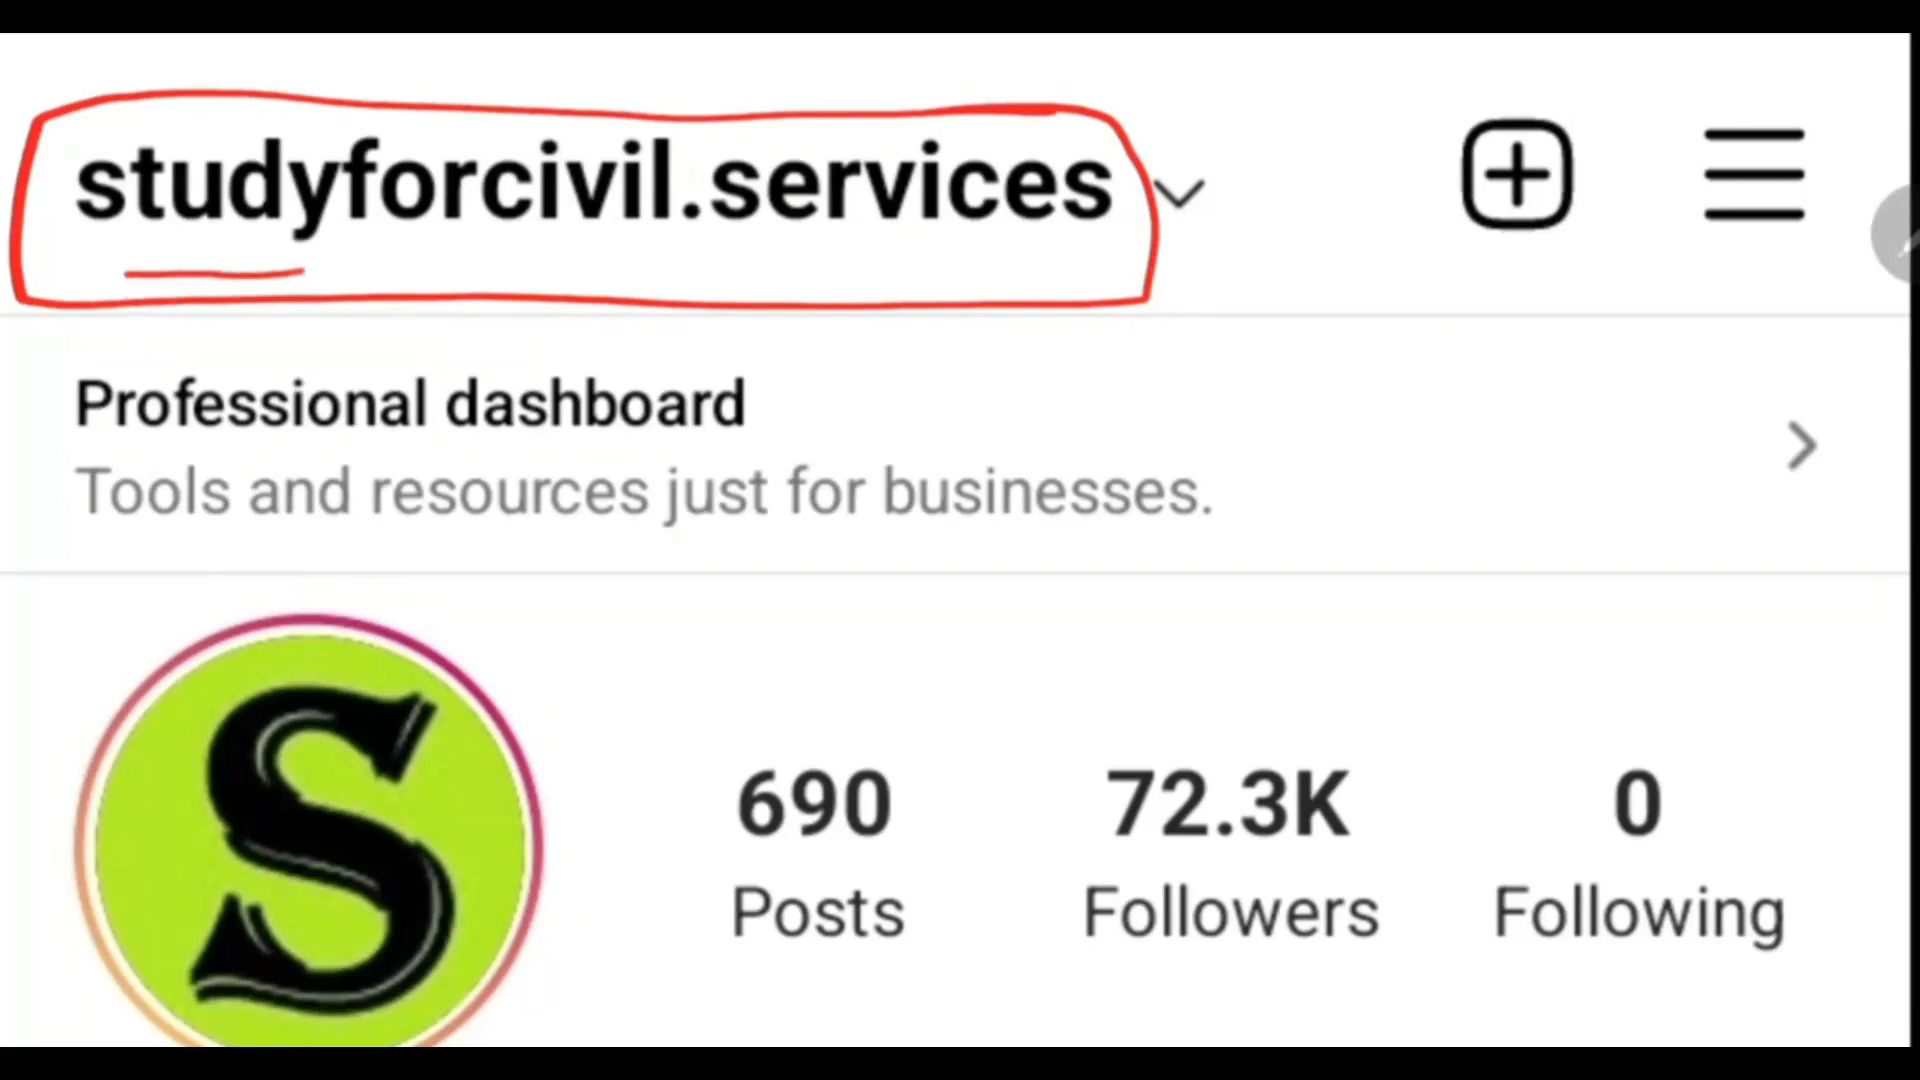 studyforcivil.services
Professional dashboard
Tools and resources just for businesses.
S
690 72.3K 0
Posts Followers Following